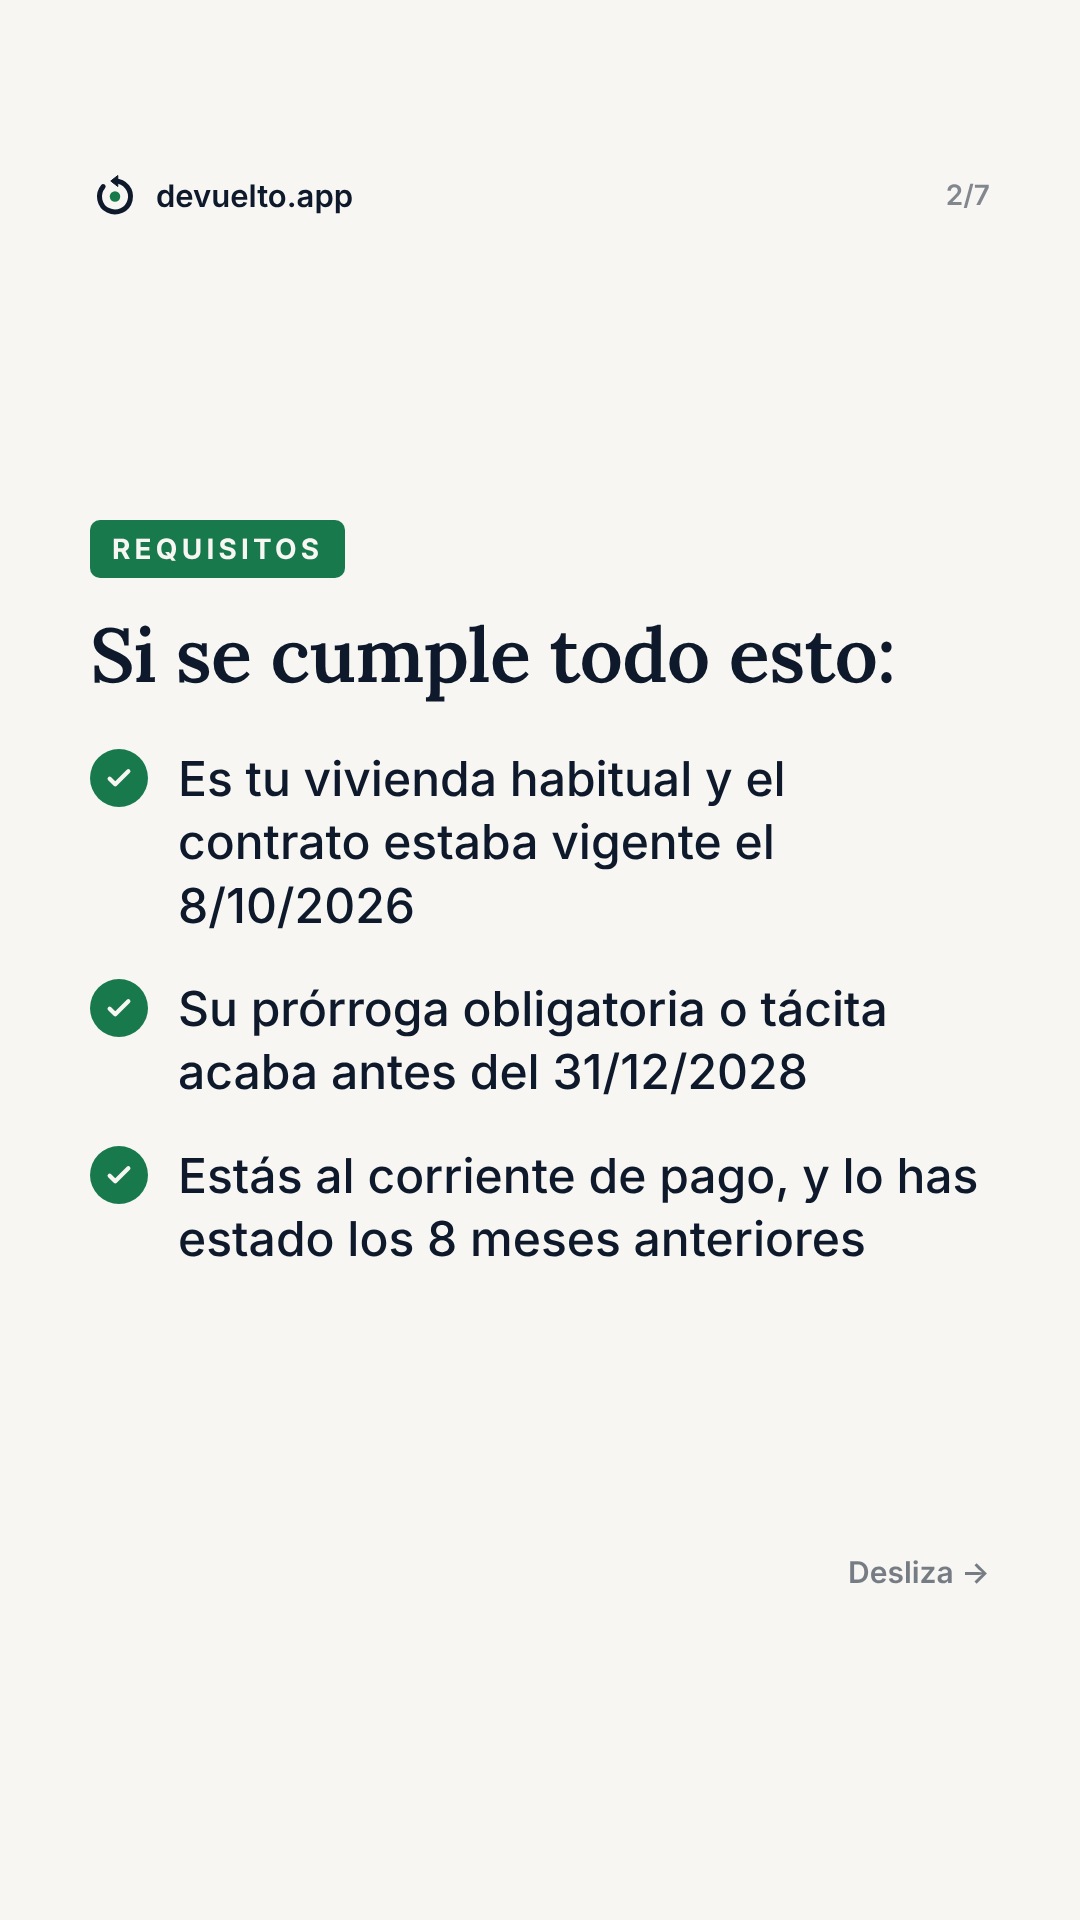 devuelto.app
2/7
REQUISITOS
Si se cumple todo esto:
Es tu vivienda habitual y el
contrato estaba vigente el
8/10/2026
Su prórroga obligatoria o tácita
acaba antes del 31/12/2028
Estás al corriente de pago, y lo has
estado los 8 meses anteriores
Desliza →